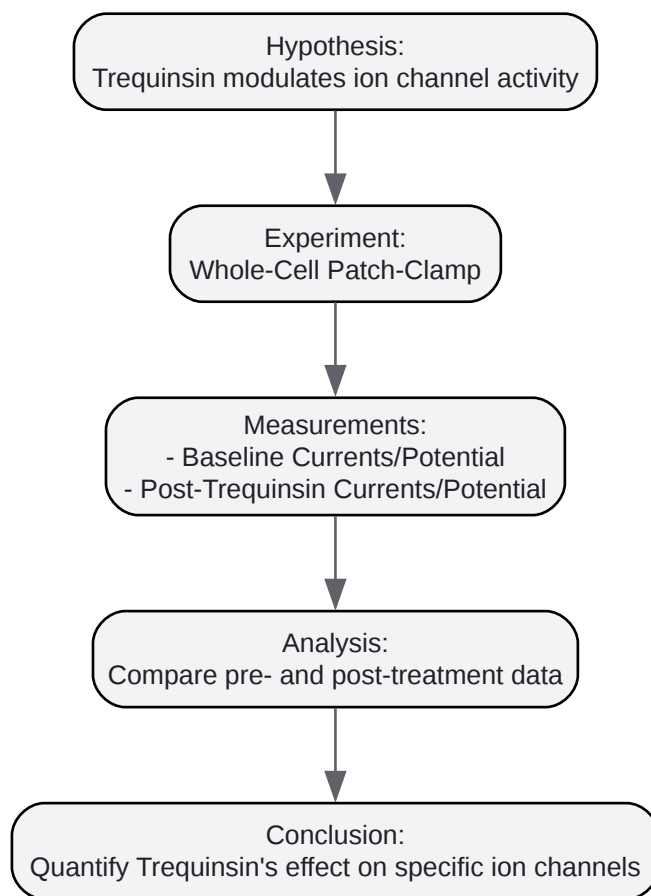 Hypothesis:
Trequinsin modulates ion channel activity
Experiment:
Whole-Cell Patch-Clamp
Measurements:
- Baseline Currents/Potential
- Post-Trequinsin Currents/Potential
Analysis:
Compare pre- and post-treatment data
Conclusion:
Quantify Trequinsin's effect on specific ion channels